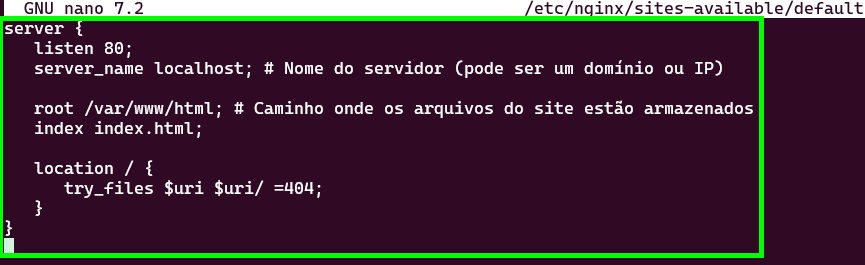 GNU nano 7.2 /etc/nginx/sites-available/default
server {
listen 80;
server_name localhost; # Nome do servidor (pode ser um domínio ou IP)
root /var/www/html; # Caminho onde os arquivos do site estão armazenados
index index.html;
location / {
try_files $uri $uri/ =404;
}
}